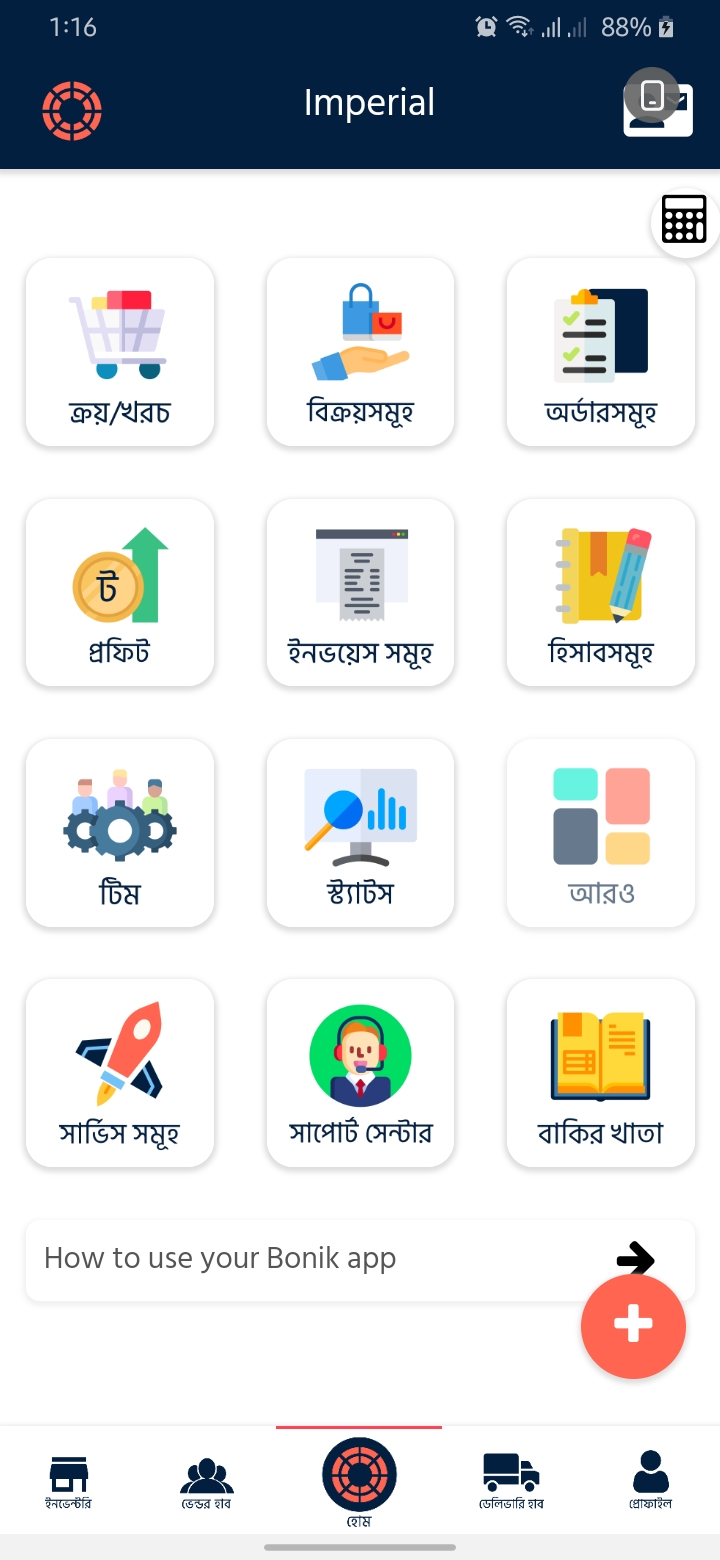 1:16
88%
Imperial
ক্রয়/খরচ
বিক্রয়সমূহ
অর্ডারসমূহ
ট
প্রফিট
ইনভয়েস সমূহ
হিসাবসমূহ
টিম
স্ট্যাটস
আরও
সার্ভিস সমূহ
সাপোর্ট সেন্টার
বাকির খাতা
How to use your Bonik app
ইনভেন্টরি
ভেন্ডর হাব
হোম
ডেলিভারি হাব
প্রোফাইল